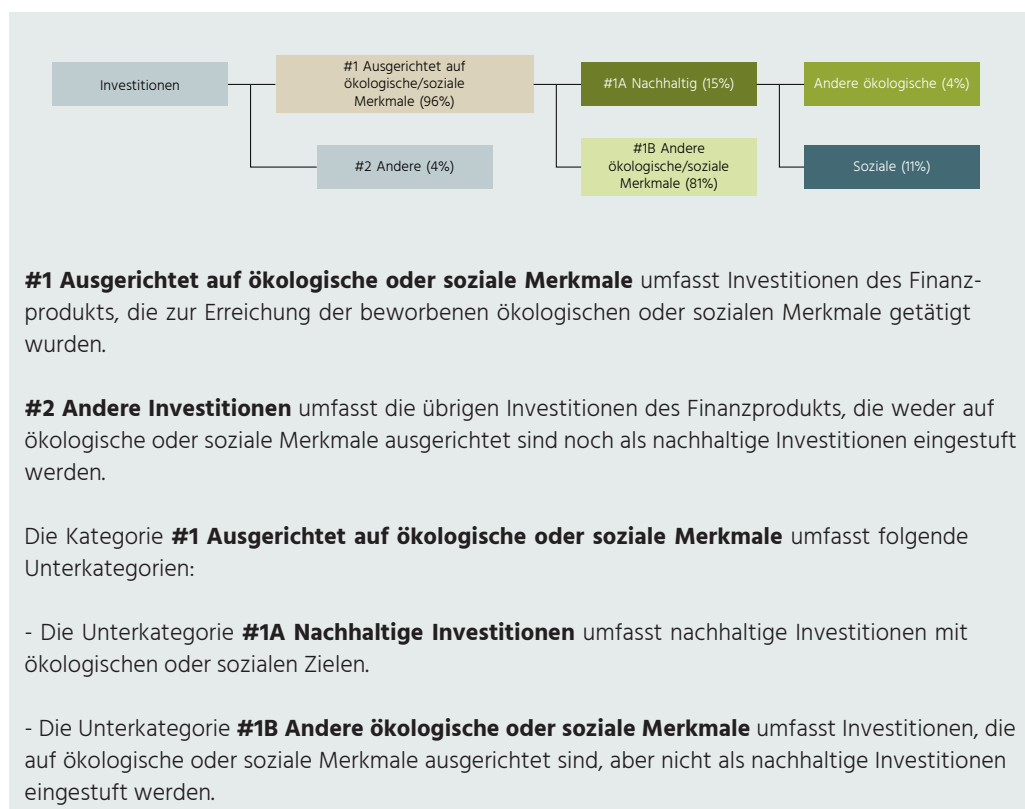 Investitionen
#1 Ausgerichtet auf
ökologische/soziale
Merkmale (96%)
#1A Nachhaltig (15%)
Andere ökologische (4%)
#2 Andere (4%)
#1B Andere
ökologische/soziale
Merkmale (81%)
Soziale (11%)
#1 Ausgerichtet auf ökologische oder soziale Merkmale umfasst Investitionen des Finanz-
produkts, die zur Erreichung der beworbenen ökologischen oder sozialen Merkmale getätigt
wurden.
#2 Andere Investitionen umfasst die übrigen Investitionen des Finanzprodukts, die weder auf
ökologische oder soziale Merkmale ausgerichtet sind noch als nachhaltige Investitionen eingestuft
werden.
Die Kategorie #1 Ausgerichtet auf ökologische oder soziale Merkmale umfasst folgende
Unterkategorien:
- Die Unterkategorie #1A Nachhaltige Investitionen umfasst nachhaltige Investitionen mit
ökologischen oder sozialen Zielen.
- Die Unterkategorie #1B Andere ökologische oder soziale Merkmale umfasst Investitionen, die
auf ökologische oder soziale Merkmale ausgerichtet sind, aber nicht als nachhaltige Investitionen
eingestuft werden.